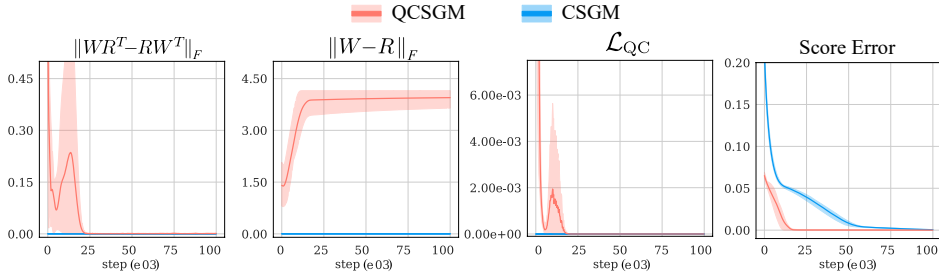 QCSGM CSGM
‖WRᵀ−RWᵀ‖_F ‖W−R‖_F ℒ_QC Score Error
0.45
0.30
0.15
0.00
0 25 50 75 100
step (e03)
4.50
3.00
1.50
0.00
0 25 50 75 100
step (e03)
6.00e-03
4.00e-03
2.00e-03
0.00e+00
0 25 50 75 100
step (e03)
0.20
0.15
0.10
0.05
0.00
0 25 50 75 100
step (e03)